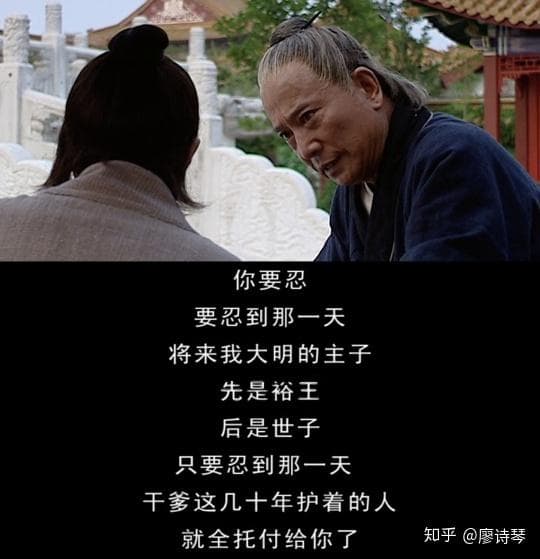 你要忍
要忍到那一天
将来我大明的主子
先是裕王
后是世子
只要忍到那一天
干爹这几十年护着的人
就全托付给你了
知乎 @廖诗琴